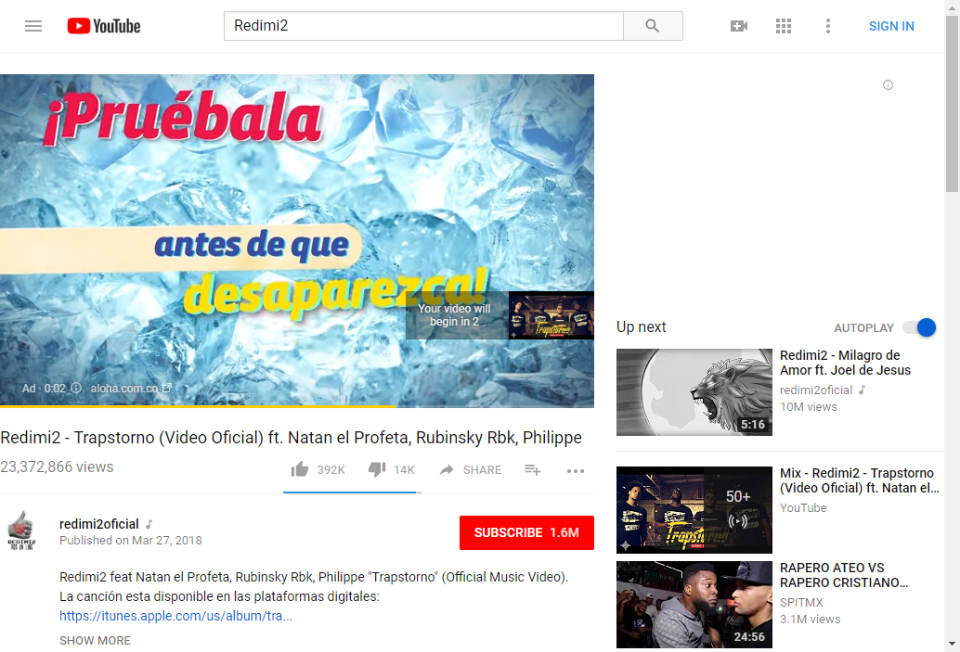 YouTube
Redimi2
SIGN IN
¡Pruébala
antes de que
desaparezca!
Your video will
begin in 2
Trapstorno
Ad · 0:02 aloha.com.co
Redimi2 - Trapstorno (Video Oficial) ft. Natan el Profeta, Rubinsky Rbk, Philippe
23,372,866 views
392K
14K
SHARE
redimi2oficial
Published on Mar 27, 2018
SUBSCRIBE 1.6M
Redimi2 feat Natan el Profeta, Rubinsky Rbk, Philippe "Trapstorno" (Official Music Video).
La canción esta disponible en las plataformas digitales:
https://itunes.apple.com/us/album/tra...
SHOW MORE
Up next
AUTOPLAY
5:16
Redimi2 - Milagro de
Amor ft. Joel de Jesus
redimi2oficial
10M views
50+
Trapstorno
Mix - Redimi2 - Trapstorno
(Video Oficial) ft. Natan el...
YouTube
24:56
RAPERO ATEO VS
RAPERO CRISTIANO...
SPITMX
3.1M views